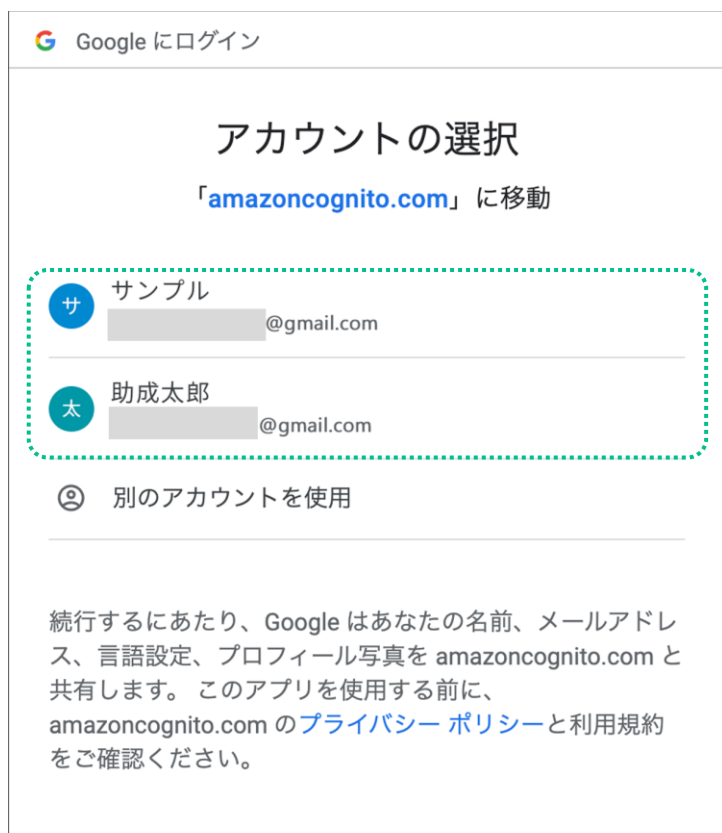 Google にログイン
アカウントの選択
「amazoncognito.com」に移動
サ
サンプル
@gmail.com
太
助成太郎
@gmail.com
別のアカウントを使用
続行するにあたり、Google はあなたの名前、メールアドレ
ス、言語設定、プロフィール写真を amazoncognito.com と
共有します。 このアプリを使用する前に、
amazoncognito.com のプライバシー ポリシーと利用規約
をご確認ください。